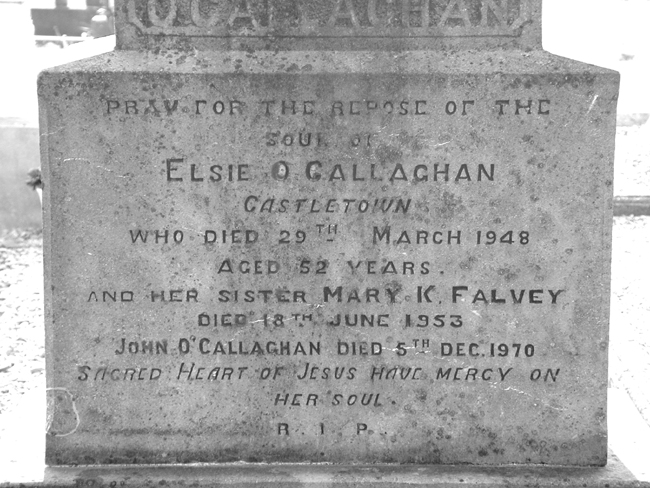 O'CALLAGHAN
PRAY FOR THE REPOSE OF THE
SOUL OF
ELSIE O'CALLAGHAN
CASTLETOWN
WHO DIED 29TH MARCH 1948
AGED 52 YEARS.
AND HER SISTER MARY K. FALVEY
DIED 18TH JUNE 1953
JOHN O'CALLAGHAN DIED 5TH DEC. 1970
SACRED HEART OF JESUS HAVE MERCY ON
HER SOUL.
R. I. P.